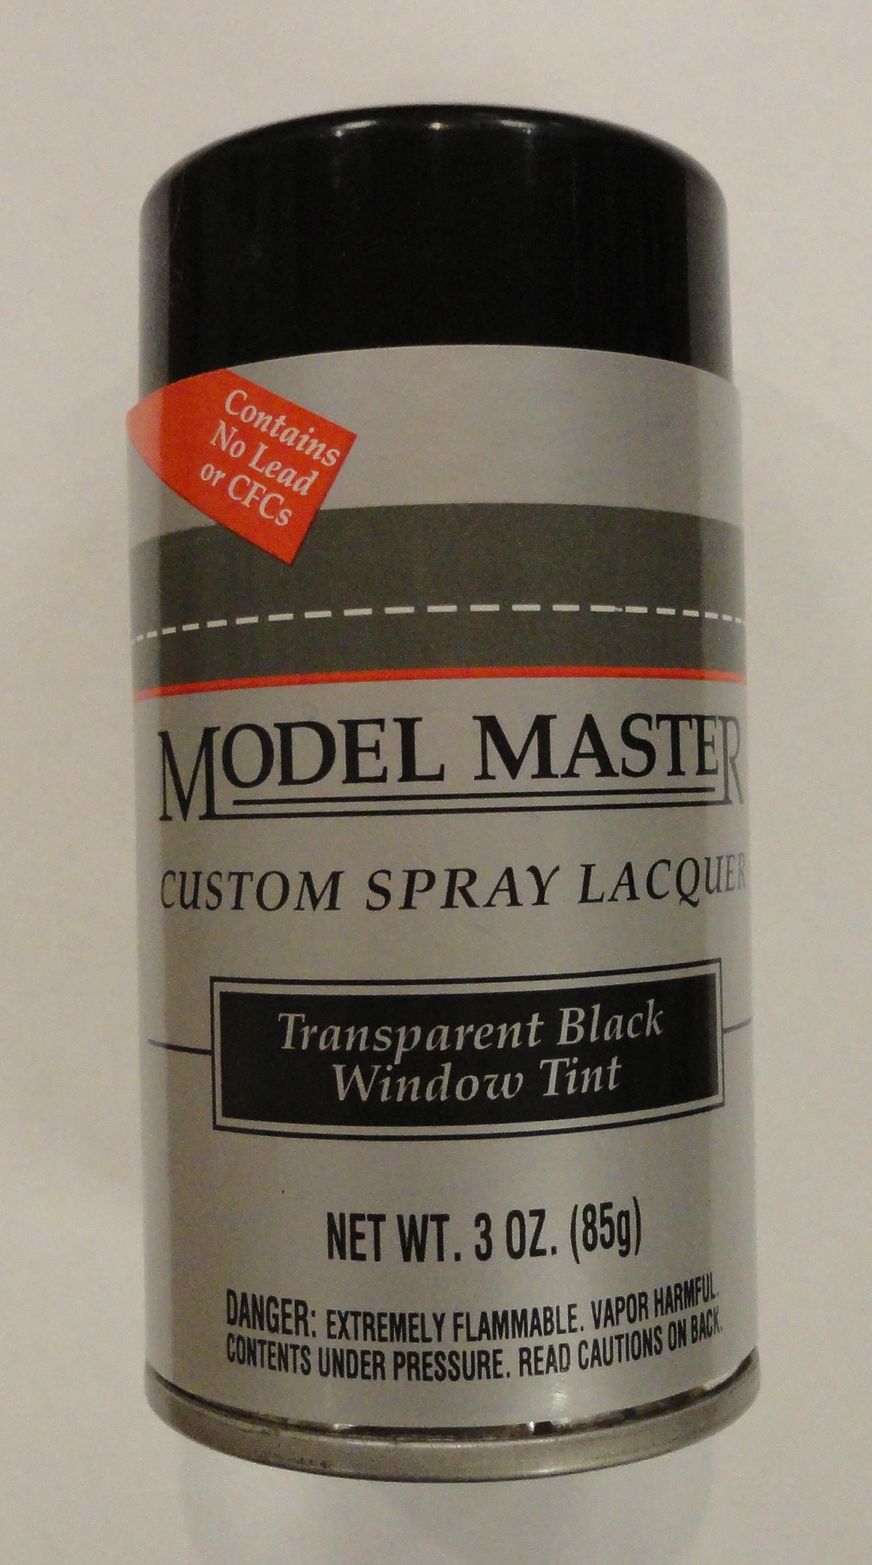 Contains
No Lead
or CFCs
MODEL MASTER
CUSTOM SPRAY LACQUER
Transparent Black
Window Tint
NET WT. 3 OZ. (85g)
DANGER: EXTREMELY FLAMMABLE. VAPOR HARMFUL.
CONTENTS UNDER PRESSURE. READ CAUTIONS ON BACK.